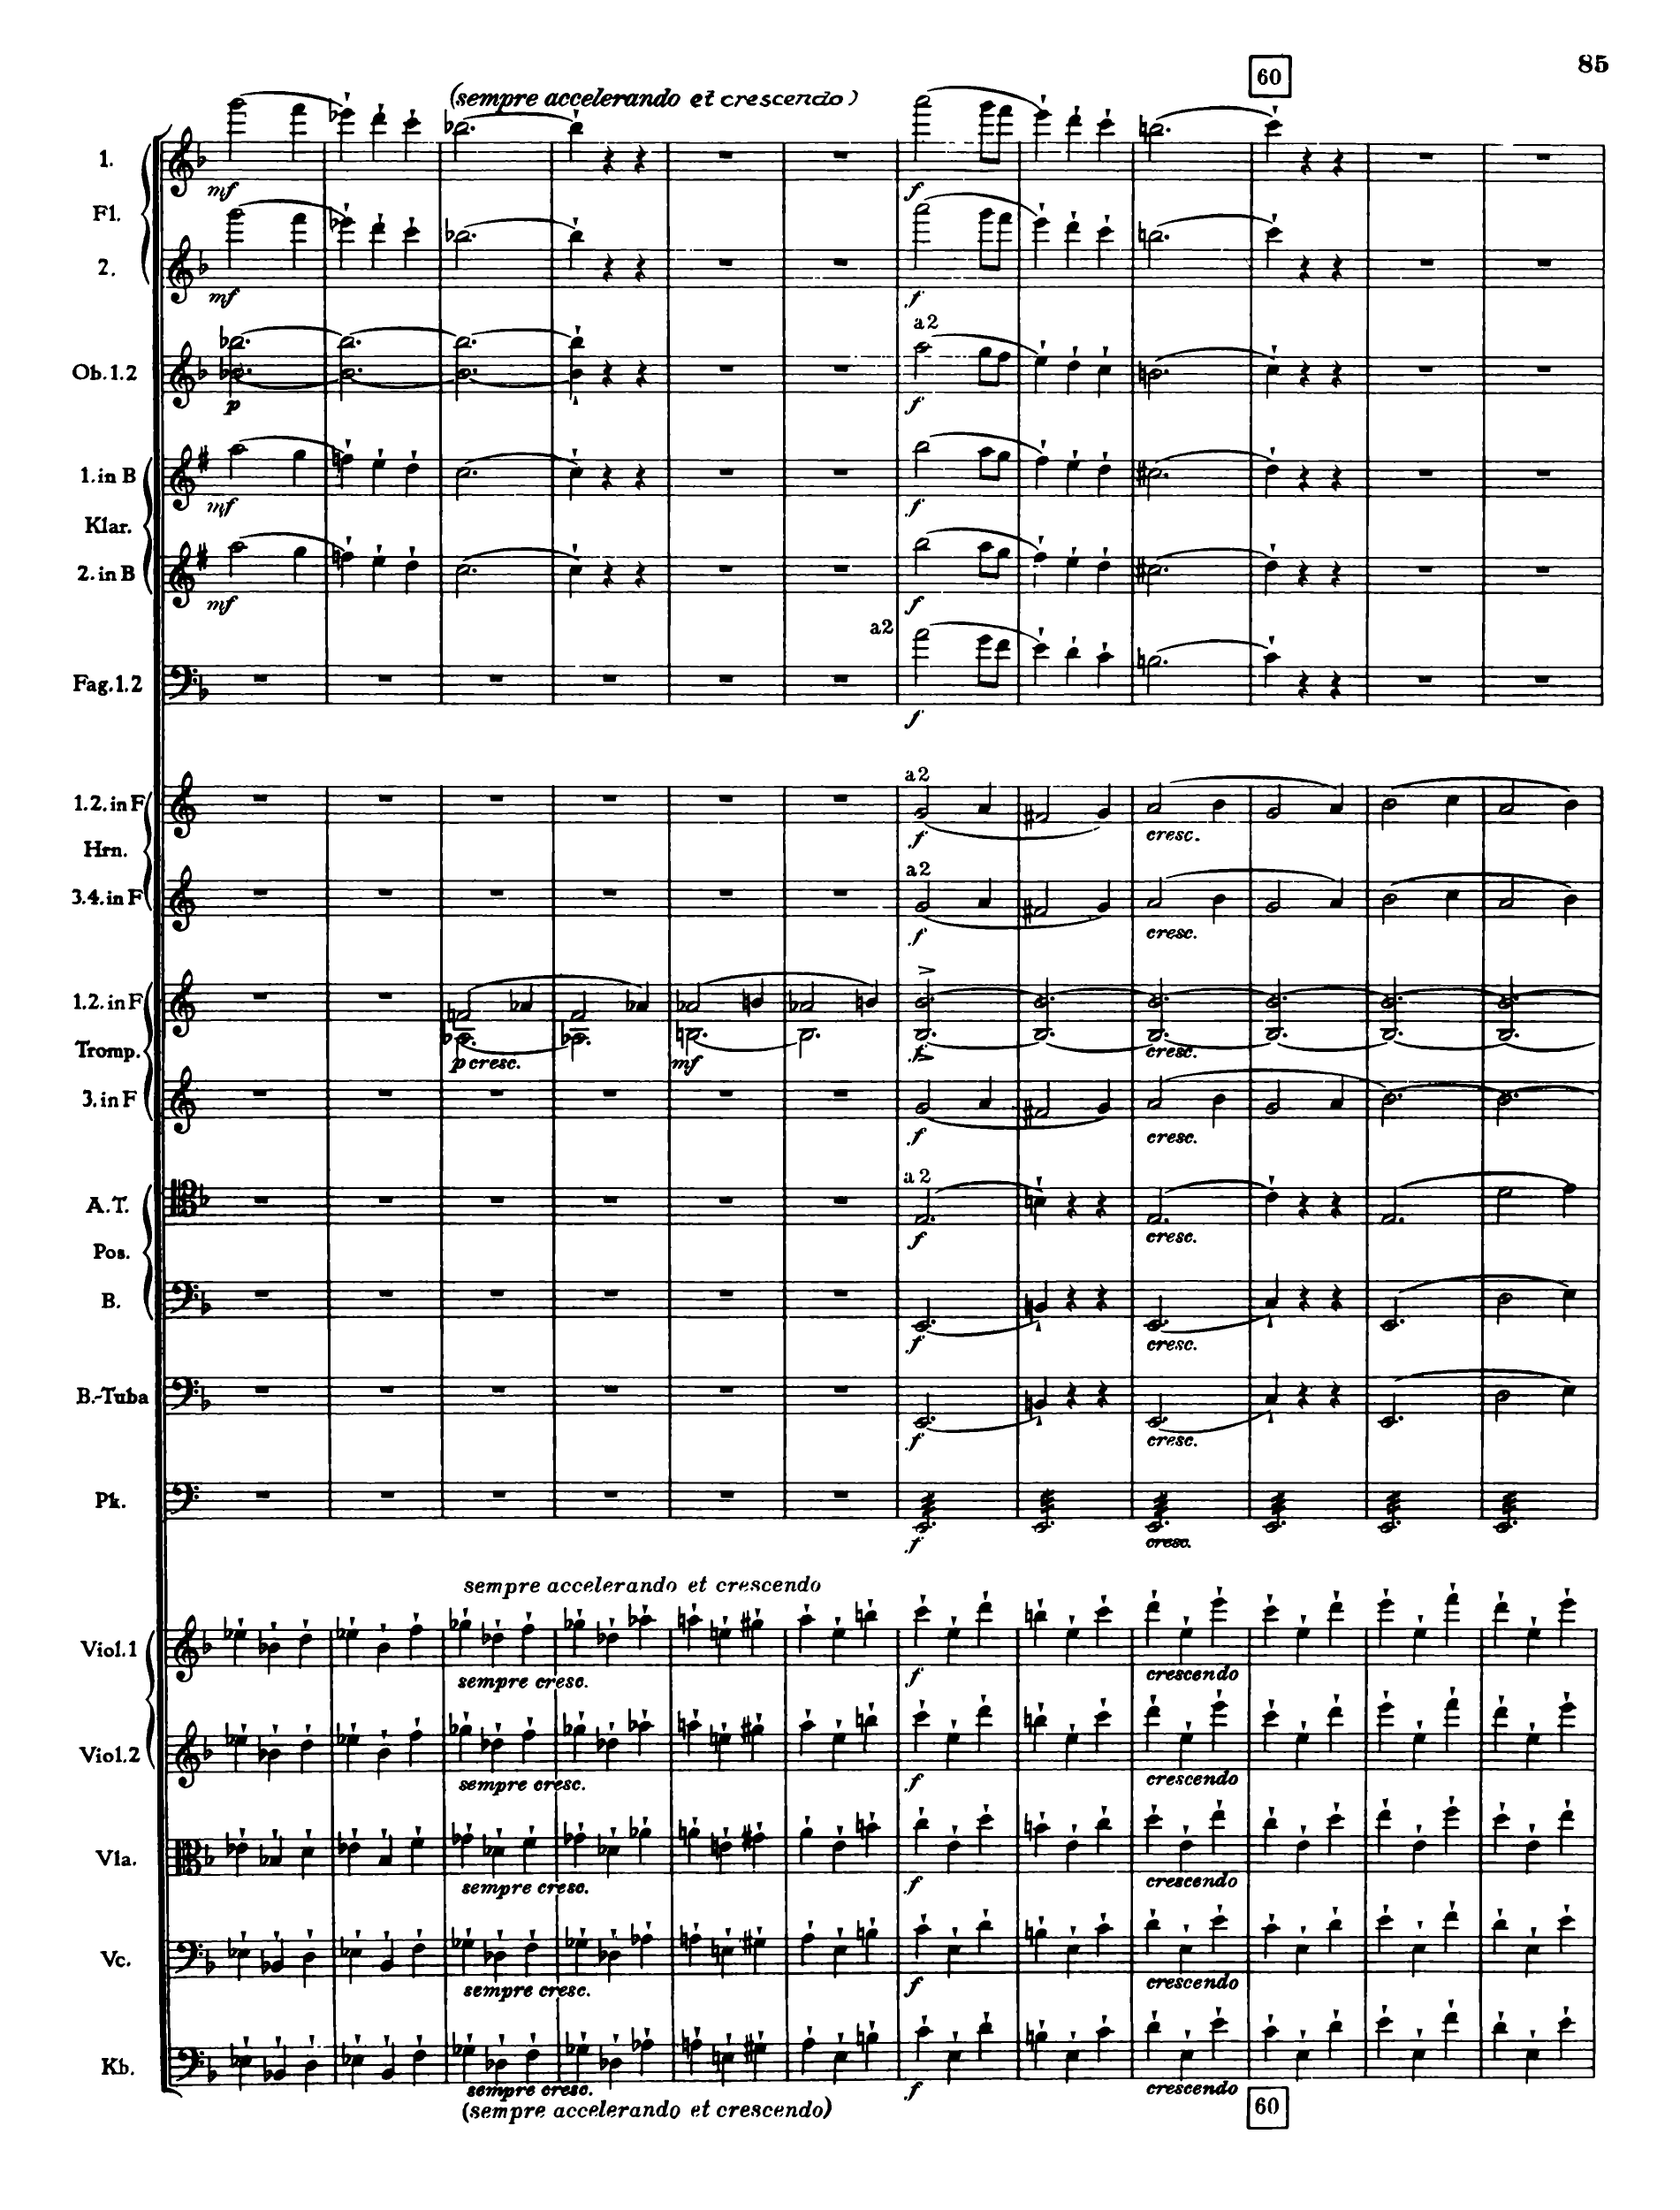 85
60
(sempre accelerando et crescendo)
1.
mf
f
Fl.
2.
mf
f
a2
Ob.1.2
p
f
1.in B
mf
f
Klar.
2.in B
mf
f
a2
Fag.1.2
f
a2
1.2.in F
f
cresc.
Hrn.
a2
3.4.in F
f
cresc.
1.2.in F
p cresc.
mf
f
cresc.
Tromp.
3.in F
f
cresc.
a 2
A.T.
f
cresc.
Pos.
B.
f
cresc.
B.-Tuba
f
cresc.
Pk.
f
cresc.
sempre accelerando et crescendo
Viol.1
sempre cresc.
f
crescendo
Viol.2
sempre cresc.
f
crescendo
Vla.
sempre cresc.
f
crescendo
Vc.
sempre cresc.
f
crescendo
Kb.
sempre cresc.
f
crescendo
(sempre accelerando et crescendo)
60